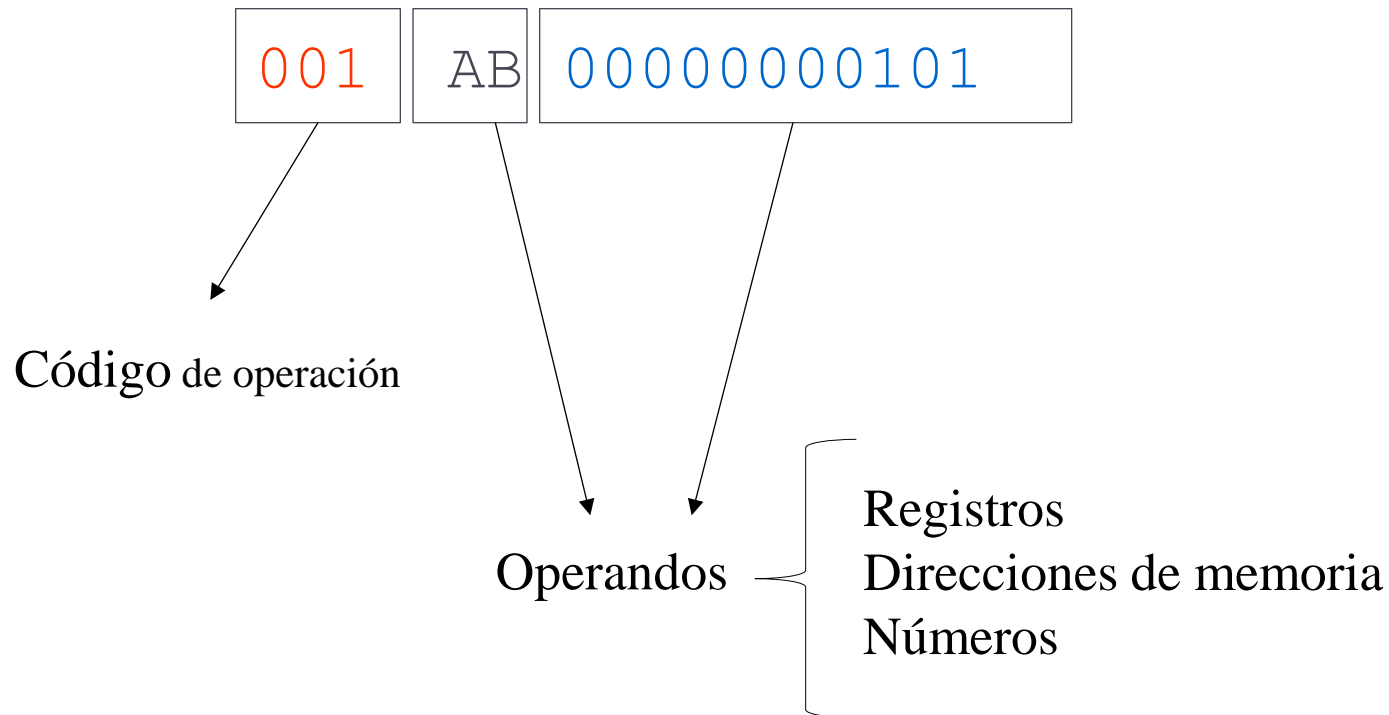 001 AB 00000000101
Código de operación
Operandos
Registros
Direcciones de memoria
Números